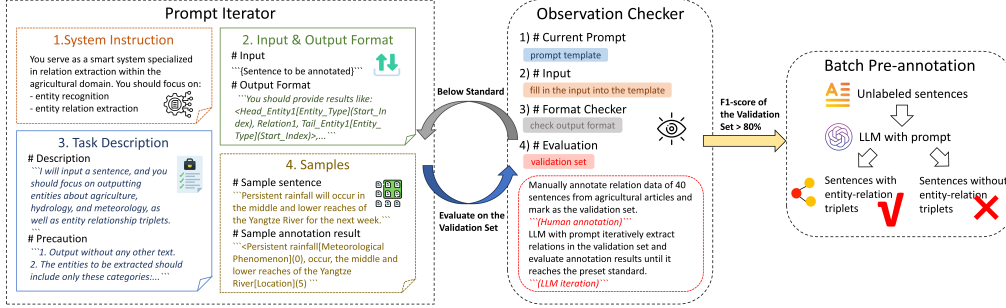 Prompt Iterator
1.System Instruction
You serve as a smart system specialized
in relation extraction within the
agricultural domain. You should focus on:
- entity recognition
- entity relation extraction
2. Input & Output Format
# Input
```{Sentence to be annotated}```
# Output Format
```You should provide results like:
<Head_Entity1[Entity_Type](Start_In
dex), Relation1, Tail_Entity1[Entity_
Type](Start_Index)>,...```
3. Task Description
# Description
```I will input a sentence, and you
should focus on outputting
entities about agriculture,
hydrology, and meteorology, as
well as entity relationship triplets.
```
# Precaution
```1. Output without any other text.
2. The entities to be extracted should
include only these categories:...```
4. Samples
# Sample sentence
```Persistent rainfall will occur in
the middle and lower reaches of
the Yangtze River for the next week.```
# Sample annotation result
```<Persistent rainfall[Meteorological
Phenomenon](0), occur, the middle and
lower reaches of the Yangtze
River[Location](5)```
Below Standard
Evaluate on the
Validation Set
Observation Checker
1) # Current Prompt
prompt template
2) # Input
fill in the input into the template
3) # Format Checker
check output format
4) # Evaluation
validation set
Manually annotate relation data of 40
sentences from agricultural articles and
mark as the validation set.
```(Human annotation)```
LLM with prompt iteratively extract
relations in the validation set and
evaluate annotation results until it
reaches the preset standard.
```(LLM iteration)```
F1-score of
the Validation
Set > 80%
Batch Pre-annotation
Unlabeled sentences
LLM with prompt
Sentences with
entity-relation
triplets
Sentences without
entity-relation
triplets